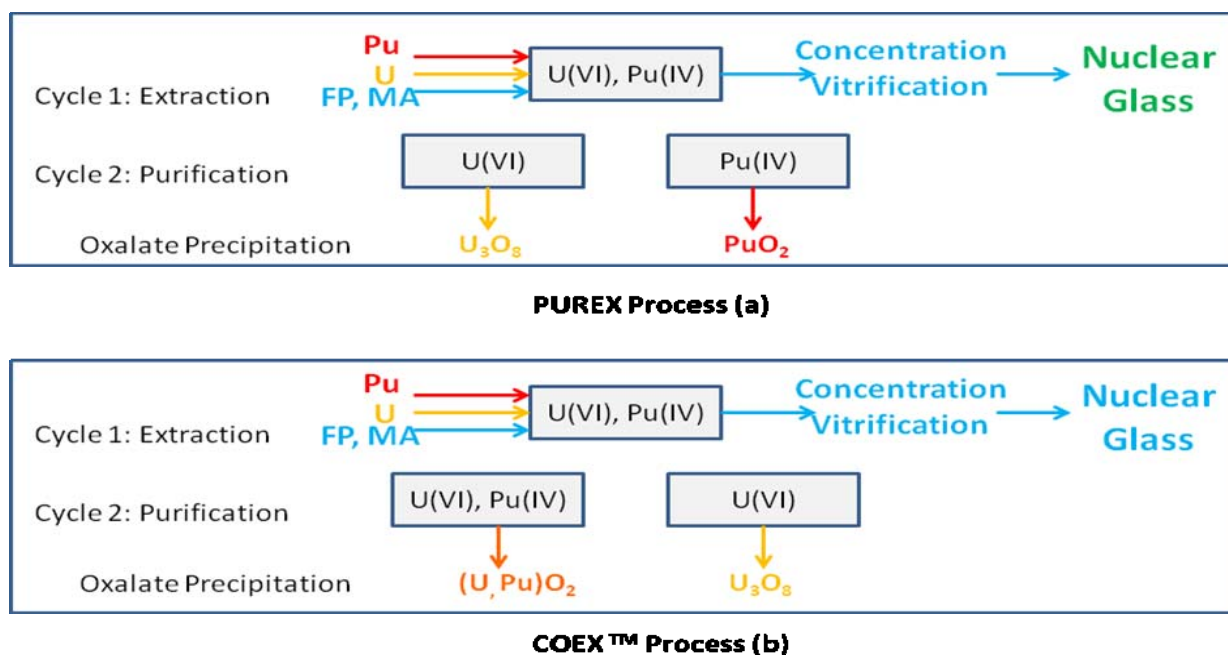 Pu
U
FP, MA
Cycle 1: Extraction
U(VI), Pu(IV)
Concentration
Vitrification
Nuclear
Glass
Cycle 2: Purification
U(VI)
Pu(IV)
Oxalate Precipitation
U₃O₈
PuO₂
PUREX Process (a)
Pu
U
FP, MA
Cycle 1: Extraction
U(VI), Pu(IV)
Concentration
Vitrification
Nuclear
Glass
Cycle 2: Purification
U(VI), Pu(IV)
U(VI)
Oxalate Precipitation
(U, Pu)O₂
U₃O₈
COEX™ Process (b)